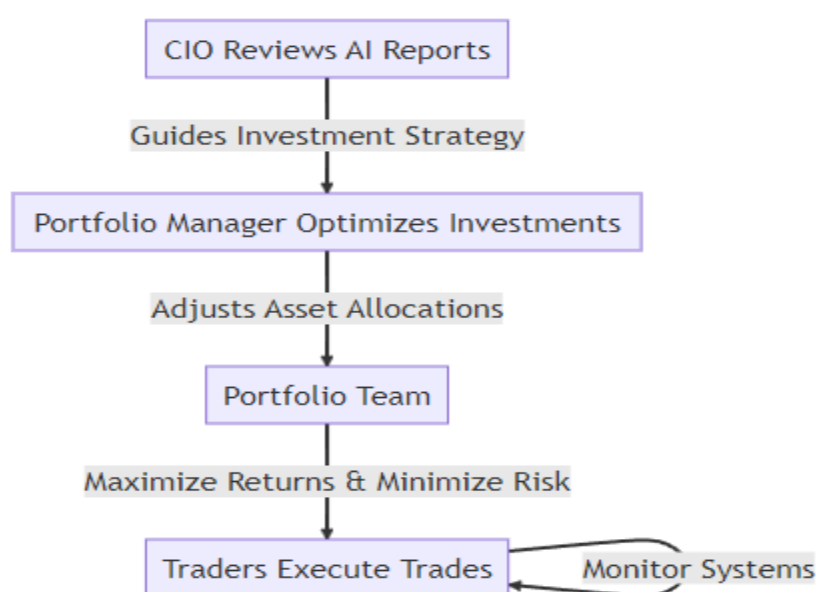 CIO Reviews AI Reports
Guides Investment Strategy
Portfolio Manager Optimizes Investments
Adjusts Asset Allocations
Portfolio Team
Maximize Returns & Minimize Risk
Traders Execute Trades
Monitor Systems